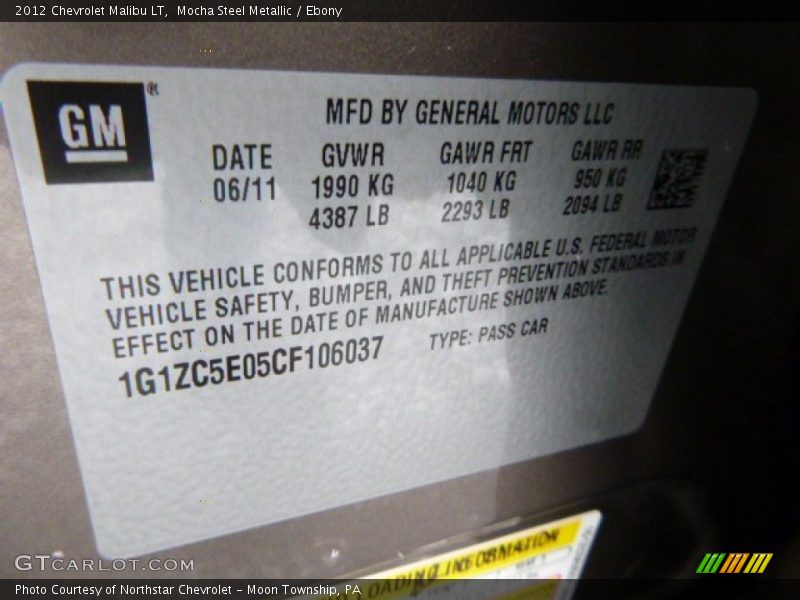 2012 Chevrolet Malibu LT, Mocha Steel Metallic / Ebony
GM
®
MFD BY GENERAL MOTORS LLC
DATE GVWR GAWR FRT GAWR RR
06/11 1990 KG 1040 KG 950 KG
4387 LB 2293 LB 2094 LB
THIS VEHICLE CONFORMS TO ALL APPLICABLE U.S. FEDERAL MOTOR
VEHICLE SAFETY, BUMPER, AND THEFT PREVENTION STANDARDS IN
EFFECT ON THE DATE OF MANUFACTURE SHOWN ABOVE.
1G1ZC5E05CF106037 TYPE: PASS CAR
LOADING INFORMATION
GTCARLOT.COM
Photo Courtesy of Northstar Chevrolet - Moon Township, PA